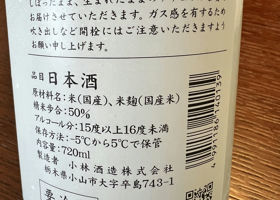 しぼったまま、生まれたままの
お届けさせていただきます。ガス感を有するため
吹き出しなど開栓にはご注意いただきますよう
お願い申し上げます。
品目 日本酒
原材料名：米(国産)、米麹(国産米)
精米歩合：50%
アルコール分：15度以上16度未満
保存方法：-5℃から5℃で保管
内容量：720ml
製造者 小林酒造株式会社
栃木県小山市大字卒島743-1